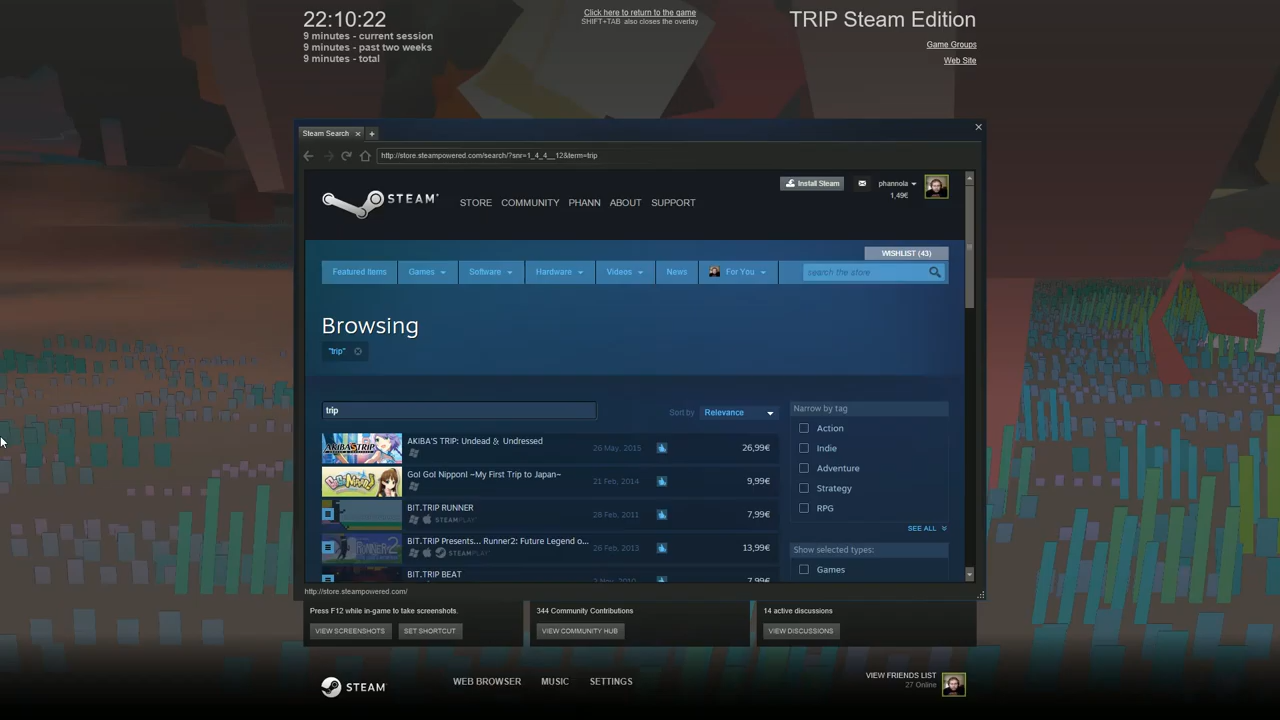 22:10:22
9 minutes - current session
9 minutes - past two weeks
9 minutes - total
Click here to return to the game
SHIFT+TAB also closes the overlay
TRIP Steam Edition
Game Groups
Web Site
Steam Search
http://store.steampowered.com/search/?snr=1_4_4__12&term=trip
Install Steam
phannola
1,49€
STEAM
STORE COMMUNITY PHANN ABOUT SUPPORT
WISHLIST (43)
Featured Items Games Software Hardware Videos News For You search the store
Browsing
"trip"
trip
Sort by Relevance
Narrow by tag
Action
Indie
Adventure
Strategy
RPG
SEE ALL
Show selected types:
Games
AKIBA'S TRIP
AKIBA'S TRIP: Undead & Undressed 26 May, 2015 26,99€
Go! Go! Nippon! ~My First Trip to Japan~ 21 Feb, 2014 9,99€
BIT.TRIP RUNNER 28 Feb, 2011 7,99€
STEAMPLAY
RUNNER2
BIT.TRIP Presents... Runner2: Future Legend o... 26 Feb, 2013 13,99€
STEAMPLAY
BIT.TRIP BEAT 7,99€
http://store.steampowered.com/
Press F12 while in-game to take screenshots.
VIEW SCREENSHOTS SET SHORTCUT
344 Community Contributions
VIEW COMMUNITY HUB
14 active discussions
VIEW DISCUSSIONS
STEAM
WEB BROWSER MUSIC SETTINGS
VIEW FRIENDS LIST
27 Online